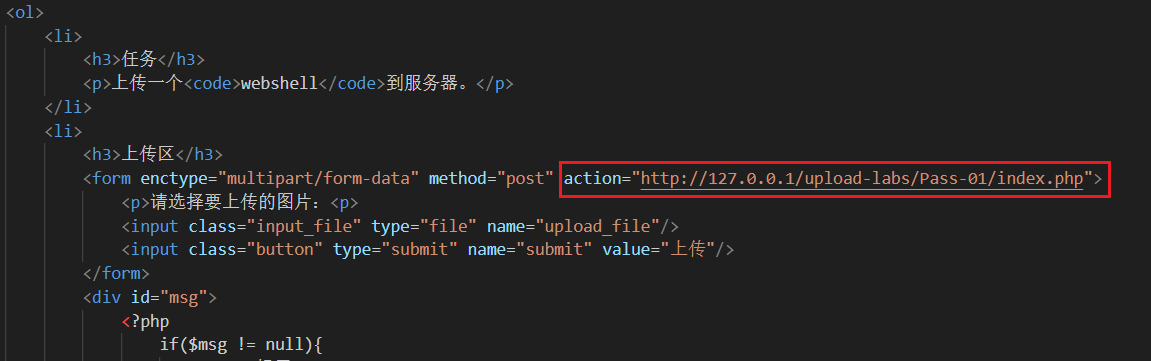 <ol>
<li>
<h3>任务</h3>
<p>上传一个<code>webshell</code>到服务器。</p>
</li>
<li>
<h3>上传区</h3>
<form enctype="multipart/form-data" method="post" action="http://127.0.0.1/upload-labs/Pass-01/index.php">
<p>请选择要上传的图片：<p>
<input class="input_file" type="file" name="upload_file"/>
<input class="button" type="submit" name="submit" value="上传"/>
</form>
<div id="msg">
<?php
if($msg != null){